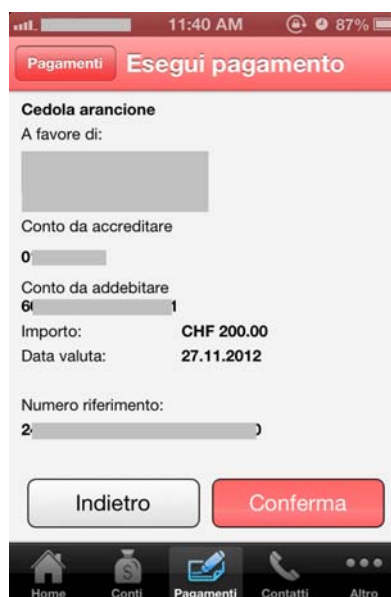 11:40 AM 87%
Pagamenti Esegui pagamento
Cedola arancione
A favore di:
Conto da accreditare
0
Conto da addebitare
6 1
Importo: CHF 200.00
Data valuta: 27.11.2012
Numero riferimento:
2 0
Indietro Conferma
Home Conti Pagamenti Contatti Altro